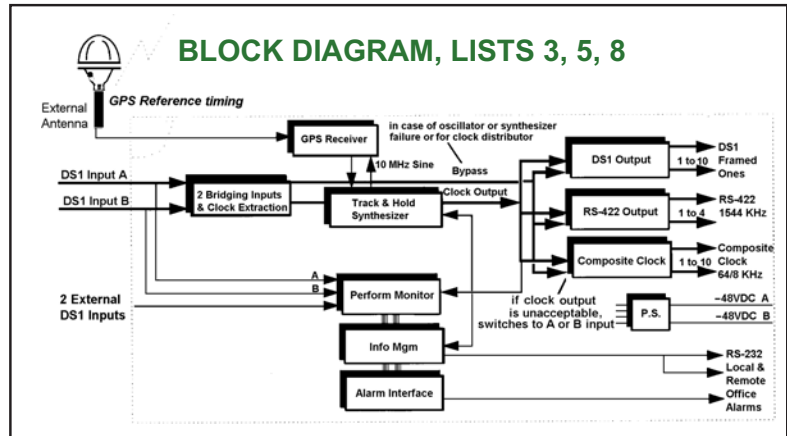 BLOCK DIAGRAM, LISTS 3, 5, 8
GPS Reference timing
External
Antenna
GPS Receiver
in case of oscillator or synthesizer
failure or for clock distributor
Bypass
10 MHz Sine
DS1 Input A
DS1 Input B
2 Bridging Inputs
& Clock Extraction
Track & Hold
Synthesizer
Clock Output
DS1 Output
1 to 10
DS1
Framed
Ones
RS-422 Output
1 to 4
RS-422
1544 KHz
Composite Clock
1 to 10
Composite
Clock
64/8 KHz
A
B
2 External
DS1 Inputs
Perform Monitor
if clock output
is unacceptable,
switches to A or B input
P.S.
–48VDC A
–48VDC B
Info Mgm
RS-232
Local &
Remote
Alarm Interface
Office
Alarms